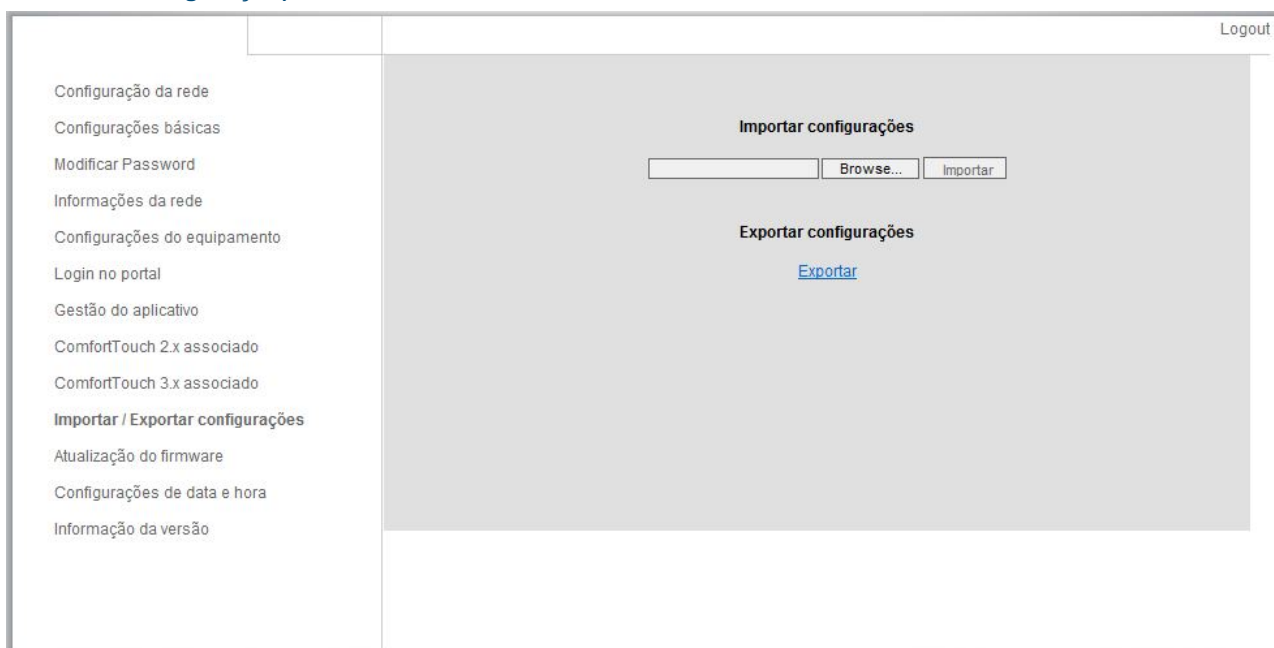 Logout
Configuração da rede
Configurações básicas
Modificar Password
Informações da rede
Configurações do equipamento
Login no portal
Gestão do aplicativo
ComfortTouch 2.x associado
ComfortTouch 3.x associado
Importar / Exportar configurações
Atualização do firmware
Configurações de data e hora
Informação da versão
Importar configurações
Browse... Importar
Exportar configurações
Exportar